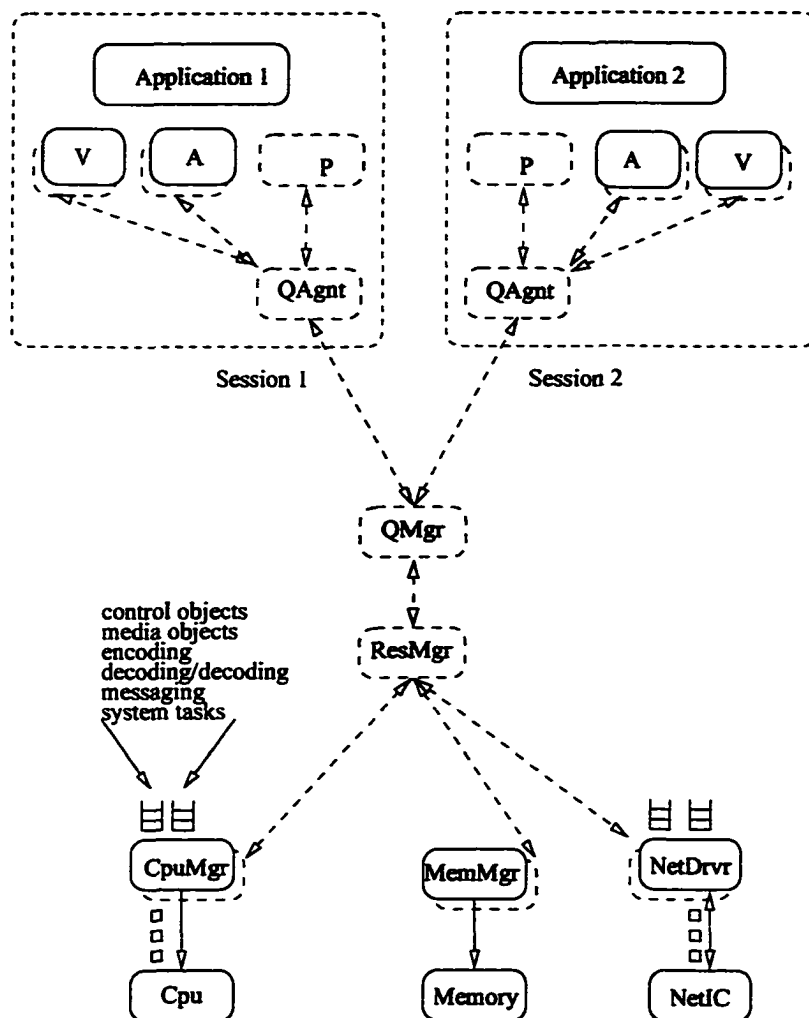 Application 1
Application 2
V
A
P
P
A
V
QAgnt
QAgnt
Session 1
Session 2
QMgr
control objects
media objects
encoding
decoding/decoding
messaging
system tasks
ResMgr
CpuMgr
MemMgr
NetDrvr
Cpu
Memory
NetIC